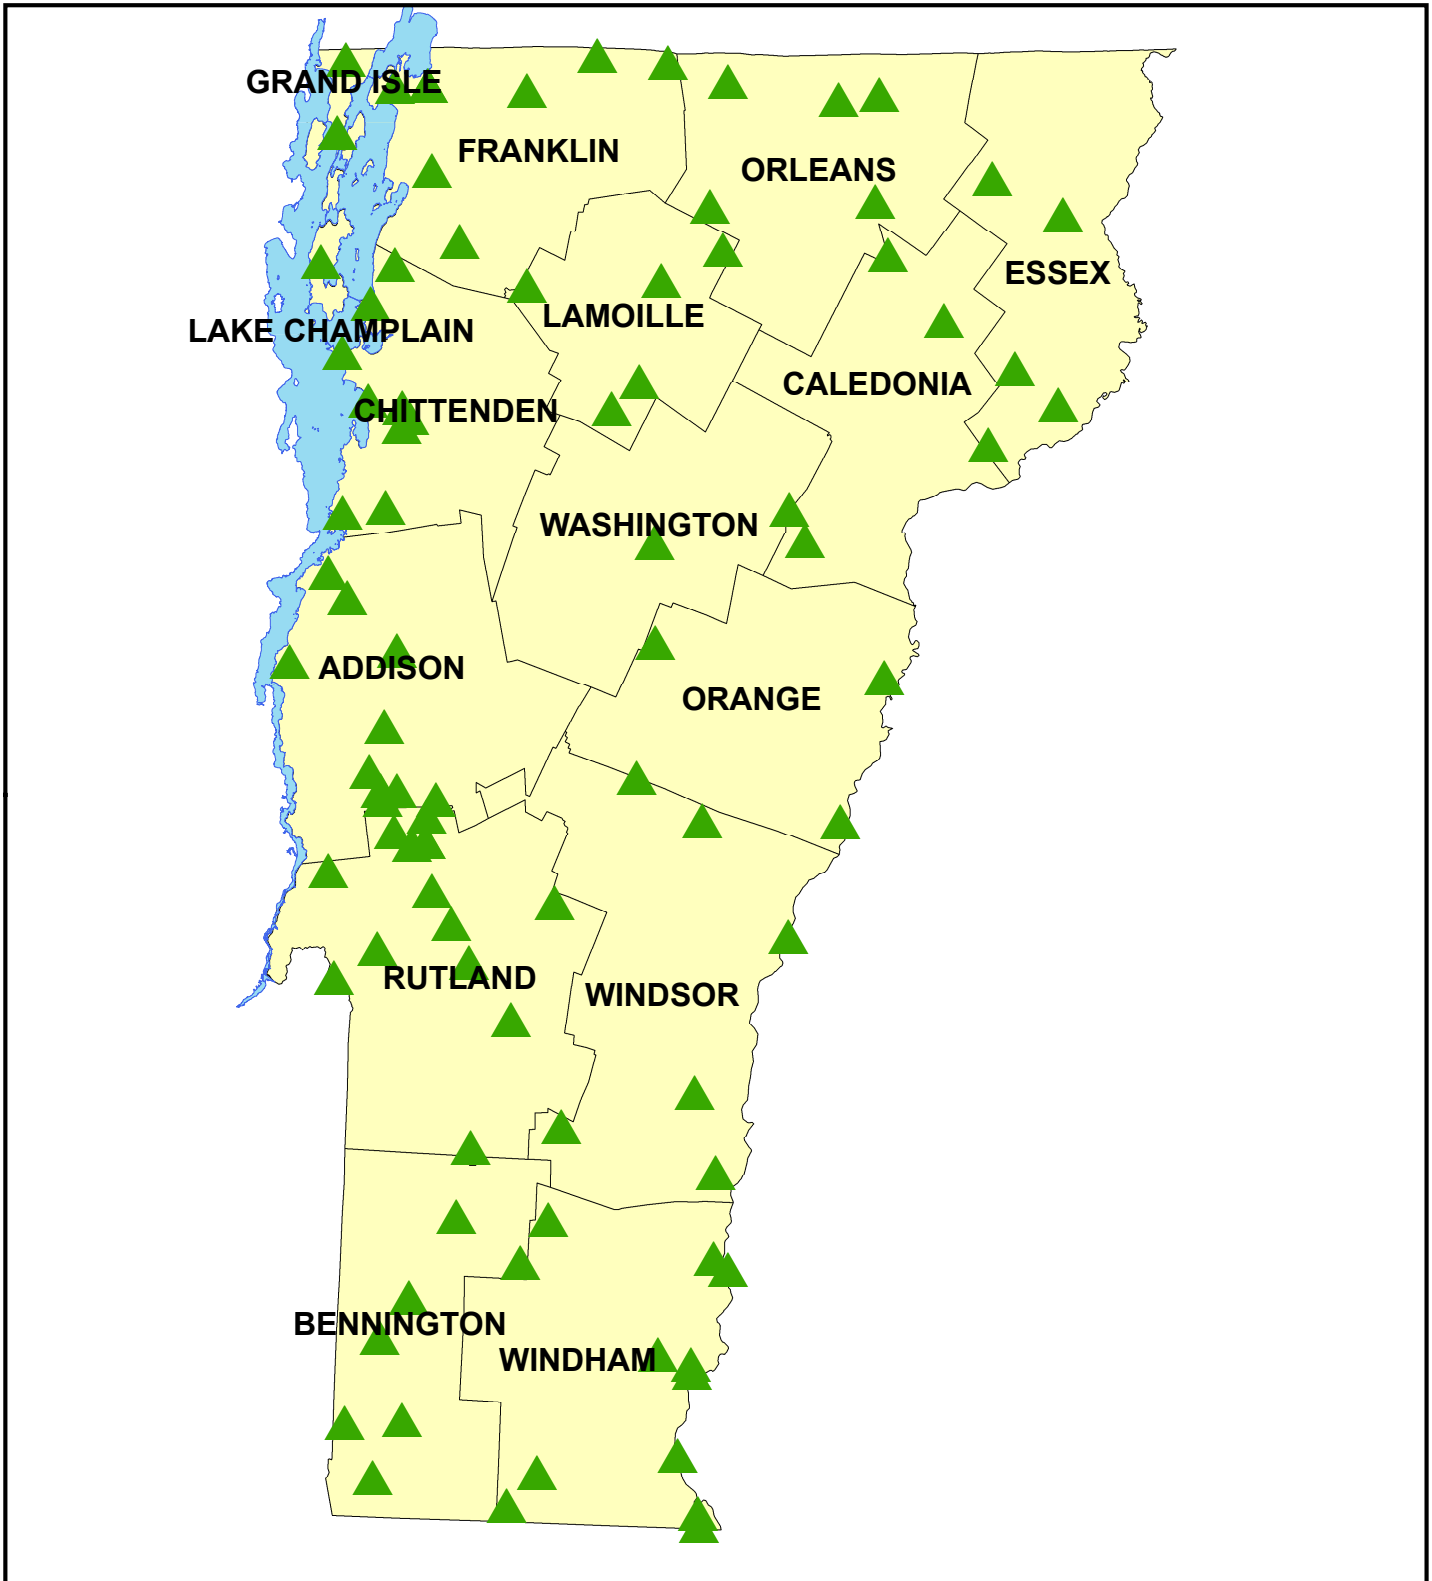 GRAND ISLE
FRANKLIN
ORLEANS
ESSEX
LAMOILLE
LAKE CHAMPLAIN
CALEDONIA
CHITTENDEN
WASHINGTON
ADDISON
ORANGE
RUTLAND
WINDSOR
BENNINGTON
WINDHAM